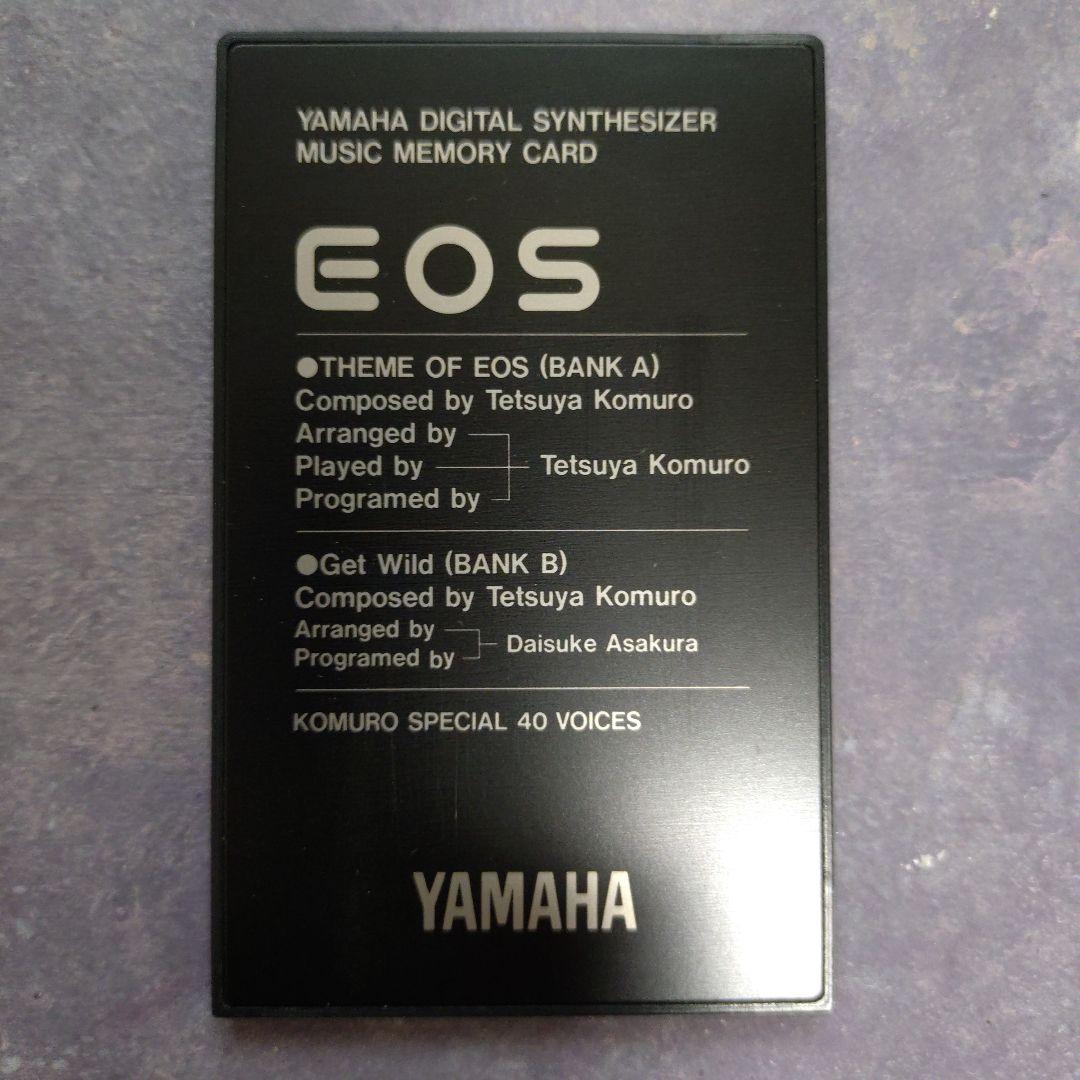 YAMAHA DIGITAL SYNTHESIZER
MUSIC MEMORY CARD
EOS
●THEME OF EOS (BANK A)
Composed by Tetsuya Komuro
Arranged by
Played by Tetsuya Komuro
Programed by
●Get Wild (BANK B)
Composed by Tetsuya Komuro
Arranged by
Daisuke Asakura
Programed by
KOMURO SPECIAL 40 VOICES
YAMAHA